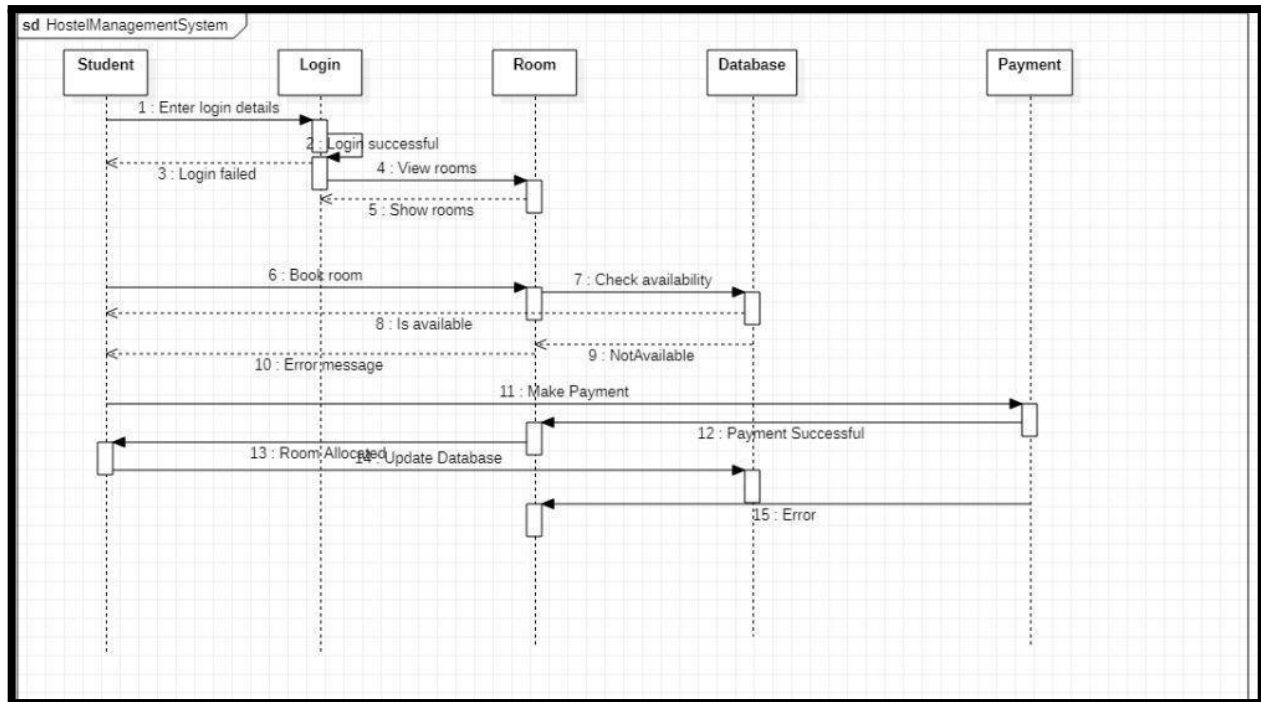 sd HostelManagementSystem
Student
Login
Room
Database
Payment
1 : Enter login details
2 : Login successful
3 : Login failed
4 : View rooms
5 : Show rooms
6 : Book room
7 : Check availability
8 : Is available
9 : NotAvailable
10 : Error message
11 : Make Payment
12 : Payment Successful
13 : Room Allocated
14 : Update Database
15 : Error